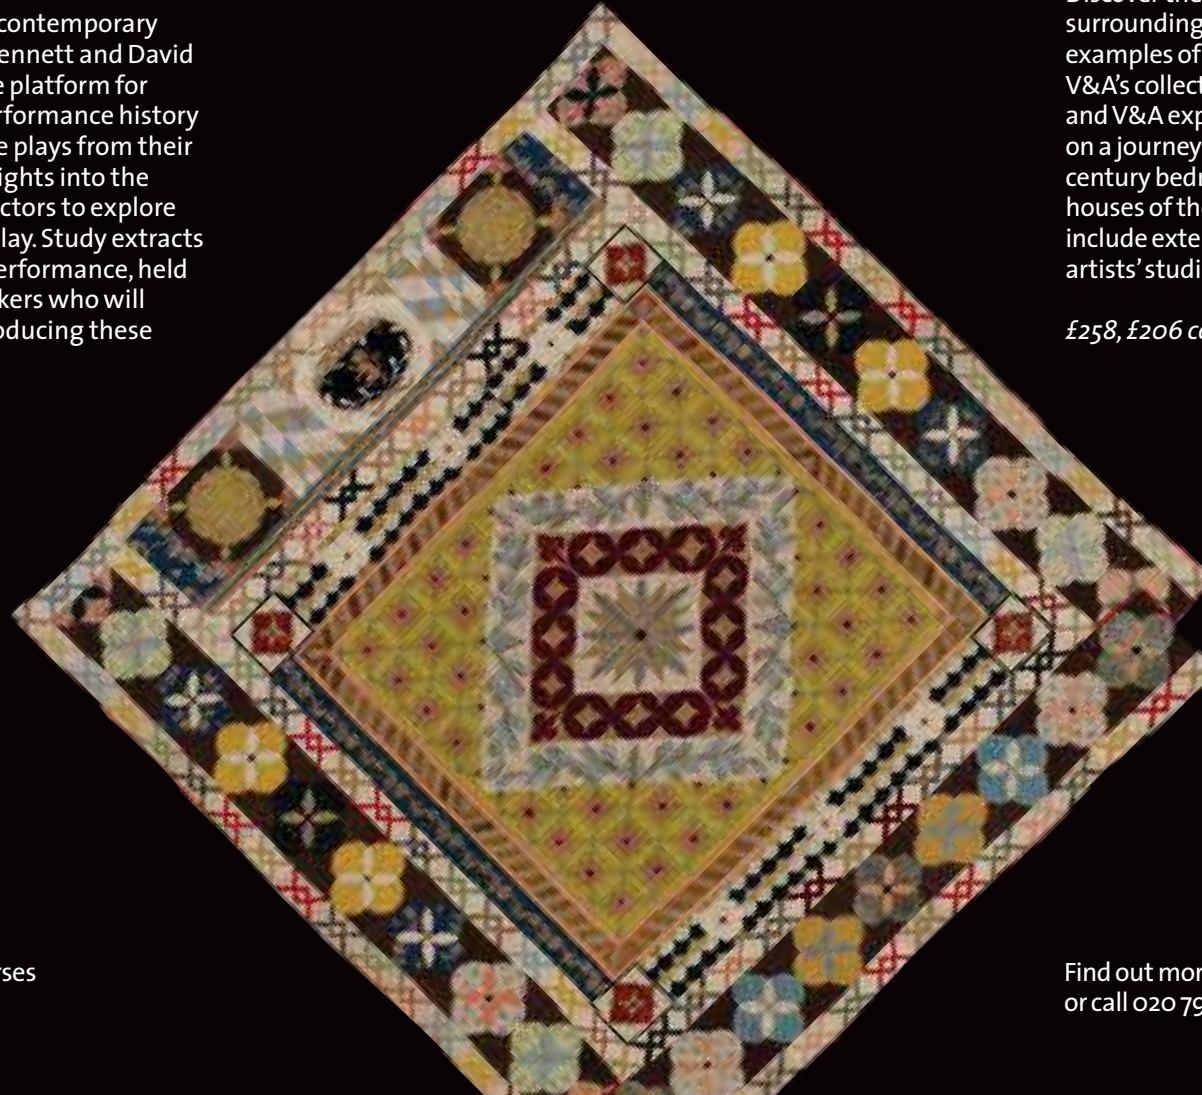 contemporary
ennett and David
e platform for
rformance history
e plays from their
ights into the
ctors to explore
lay. Study extracts
erformance, held
kers who will
oducing these
rses
surrounding
examples of
V&A's collect
and V&A exp
on a journey
century bedr
houses of the
include exte
artists' studi
£258, £206 co
Find out mor
or call 020 79